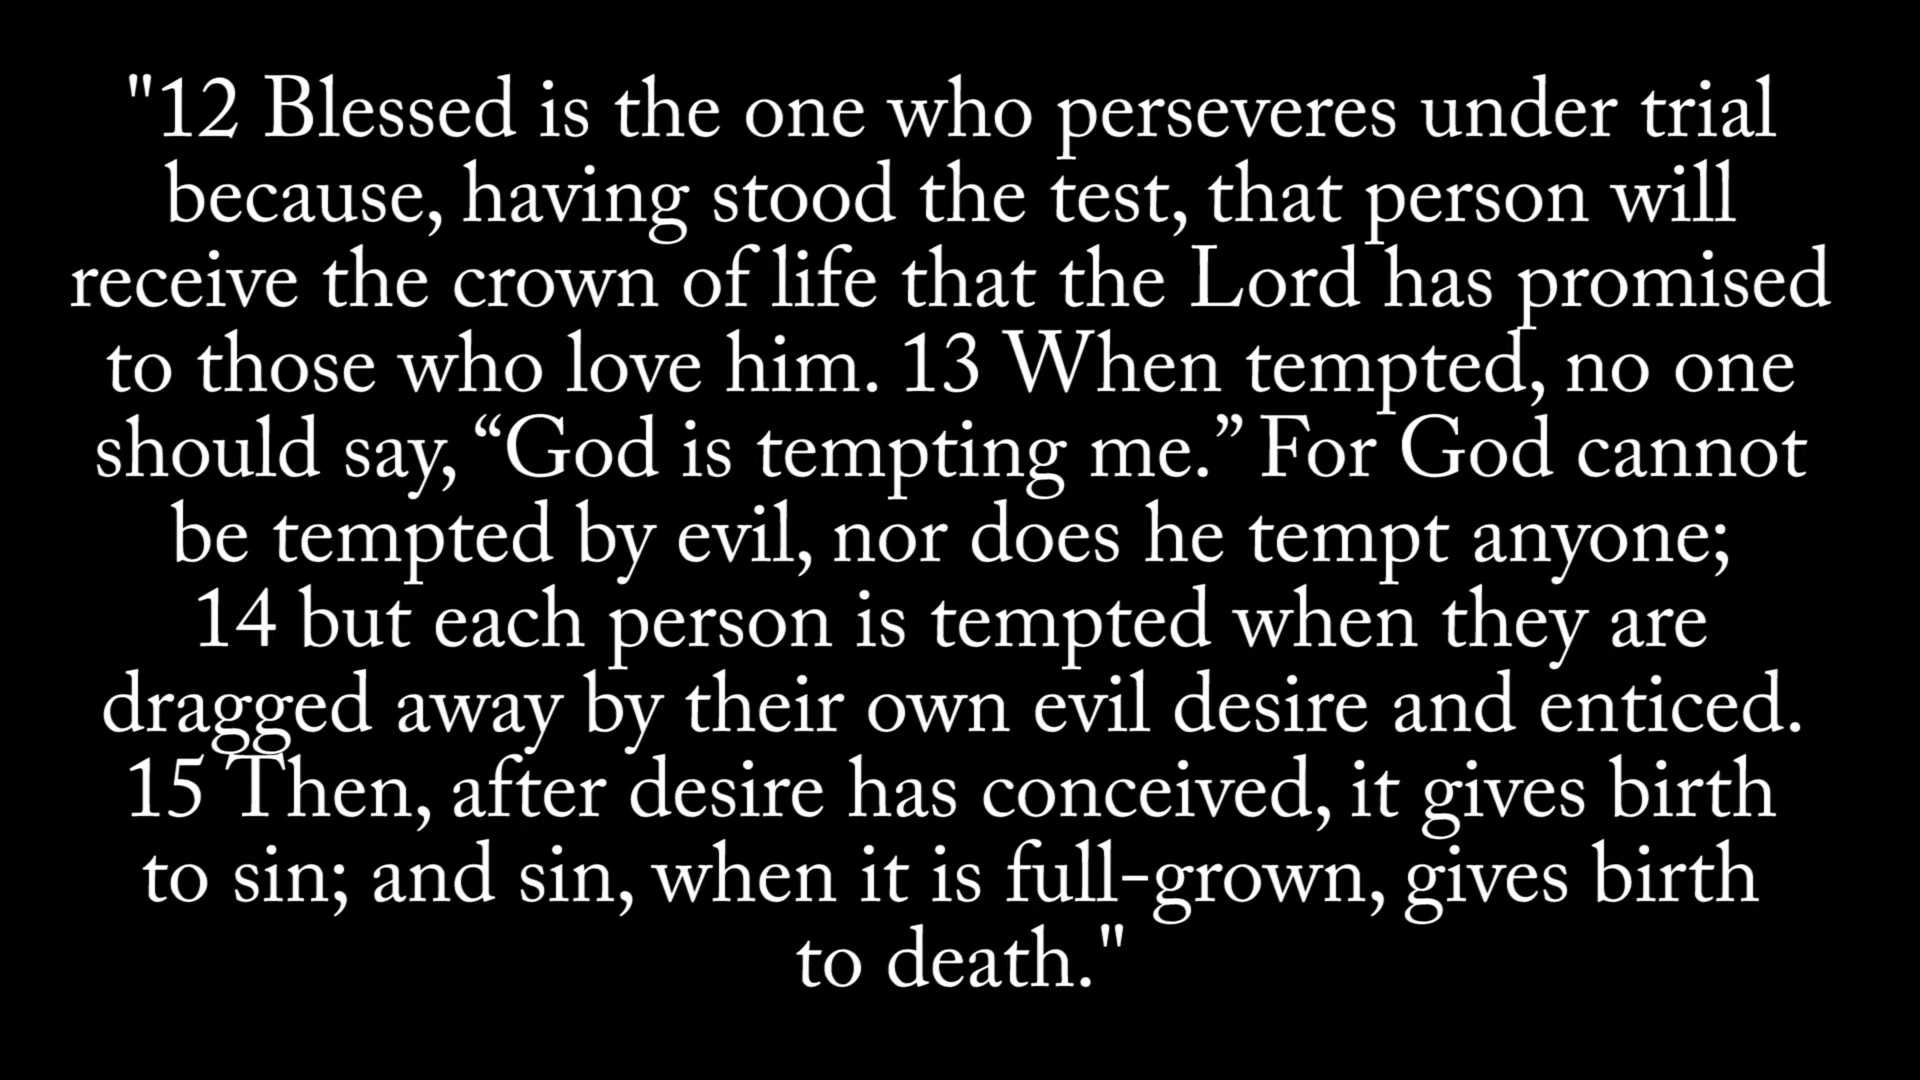 "12 Blessed is the one who perseveres under trial
because, having stood the test, that person will
receive the crown of life that the Lord has promised
to those who love him. 13 When tempted, no one
should say, “God is tempting me.” For God cannot
be tempted by evil, nor does he tempt anyone;
14 but each person is tempted when they are
dragged away by their own evil desire and enticed.
15 Then, after desire has conceived, it gives birth
to sin; and sin, when it is full-grown, gives birth
to death."